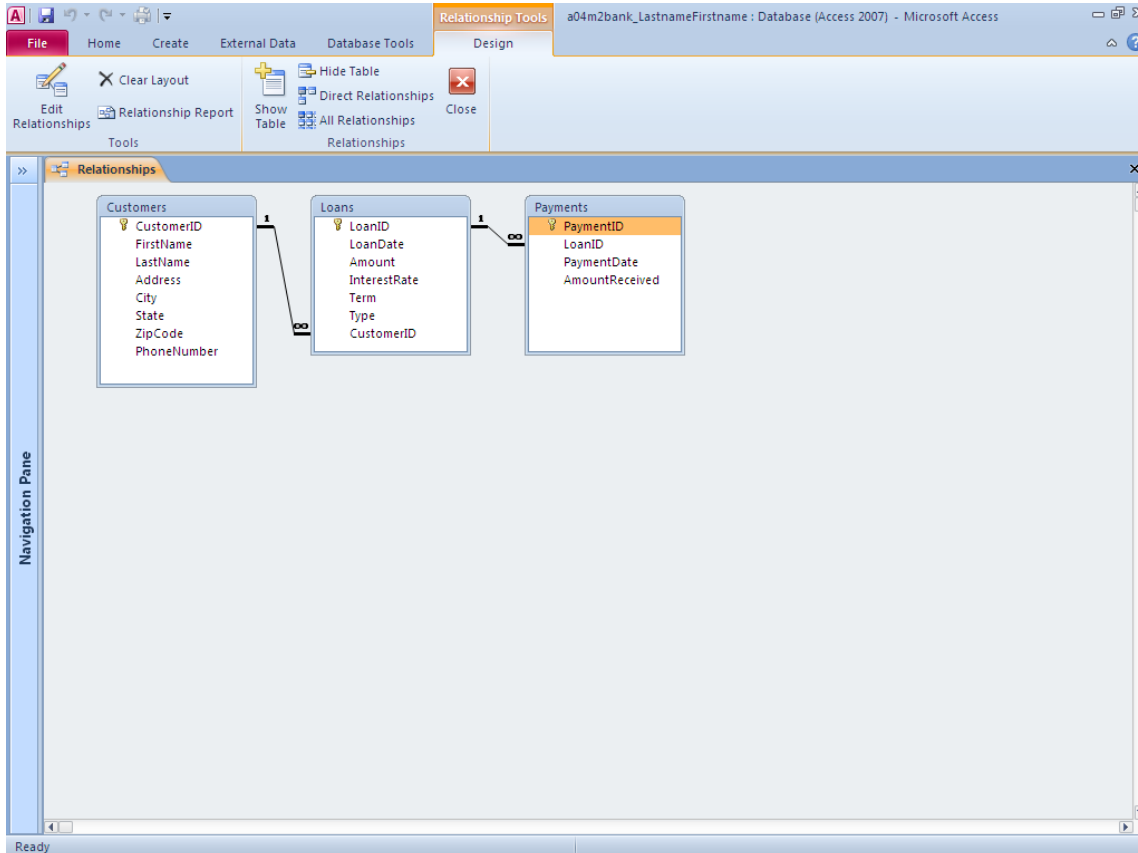 Relationship Tools
a04m2bank_LastnameFirstname : Database (Access 2007) - Microsoft Access
File
Home
Create
External Data
Database Tools
Design
Edit Relationships
Clear Layout
Relationship Report
Tools
Show Table
Hide Table
Direct Relationships
All Relationships
Relationships
Close
»
Relationships
Navigation Pane
Customers
CustomerID
FirstName
LastName
Address
City
State
ZipCode
PhoneNumber
1
∞
Loans
LoanID
LoanDate
Amount
InterestRate
Term
Type
CustomerID
1
∞
Payments
PaymentID
LoanID
PaymentDate
AmountReceived
Ready